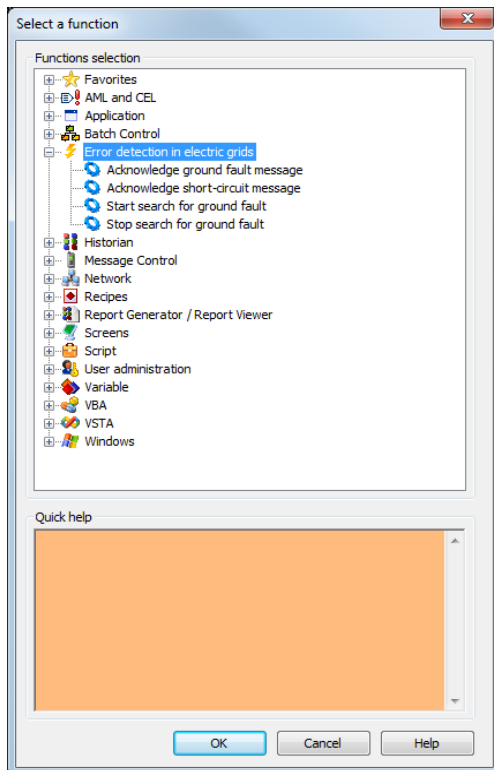 Select a function
Functions selection
Favorites
AML and CEL
Application
Batch Control
Error detection in electric grids
Acknowledge ground fault message
Acknowledge short-circuit message
Start search for ground fault
Stop search for ground fault
Historian
Message Control
Network
Recipes
Report Generator / Report Viewer
Screens
Script
User administration
Variable
VBA
VSTA
Windows
Quick help
OK Cancel Help